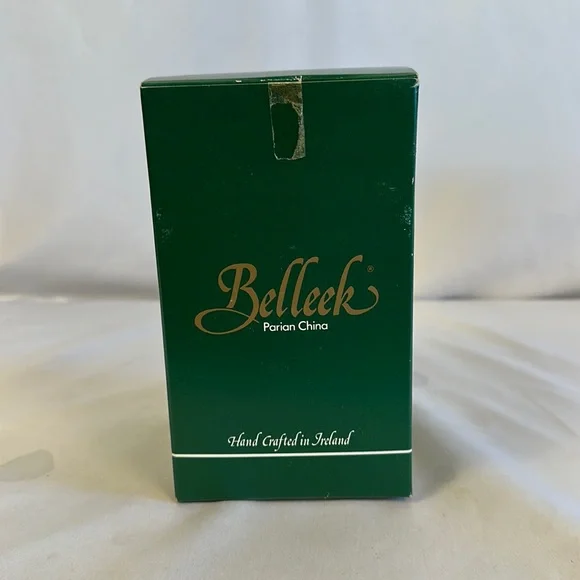 Belleek®
Parian China
Hand Crafted in Ireland